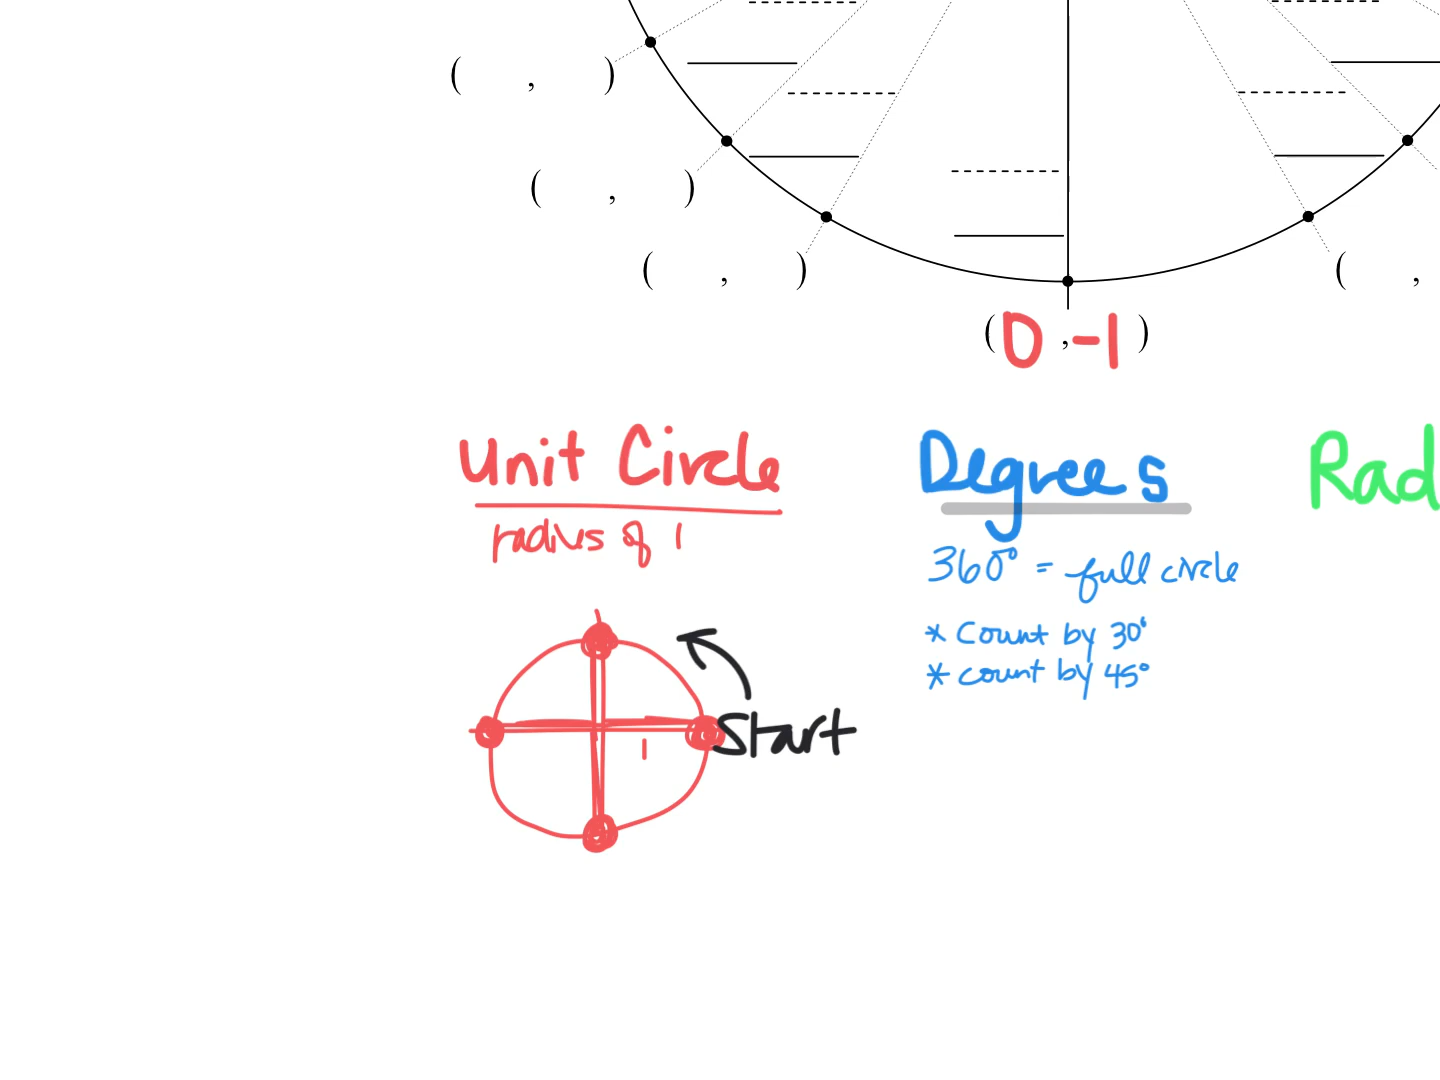 ( , )
( , )
( , )
( ,
(0 , -1)
Unit Circle
radius of 1
1
Start
Degrees
360° = full circle
* Count by 30°
* count by 45°
Rad